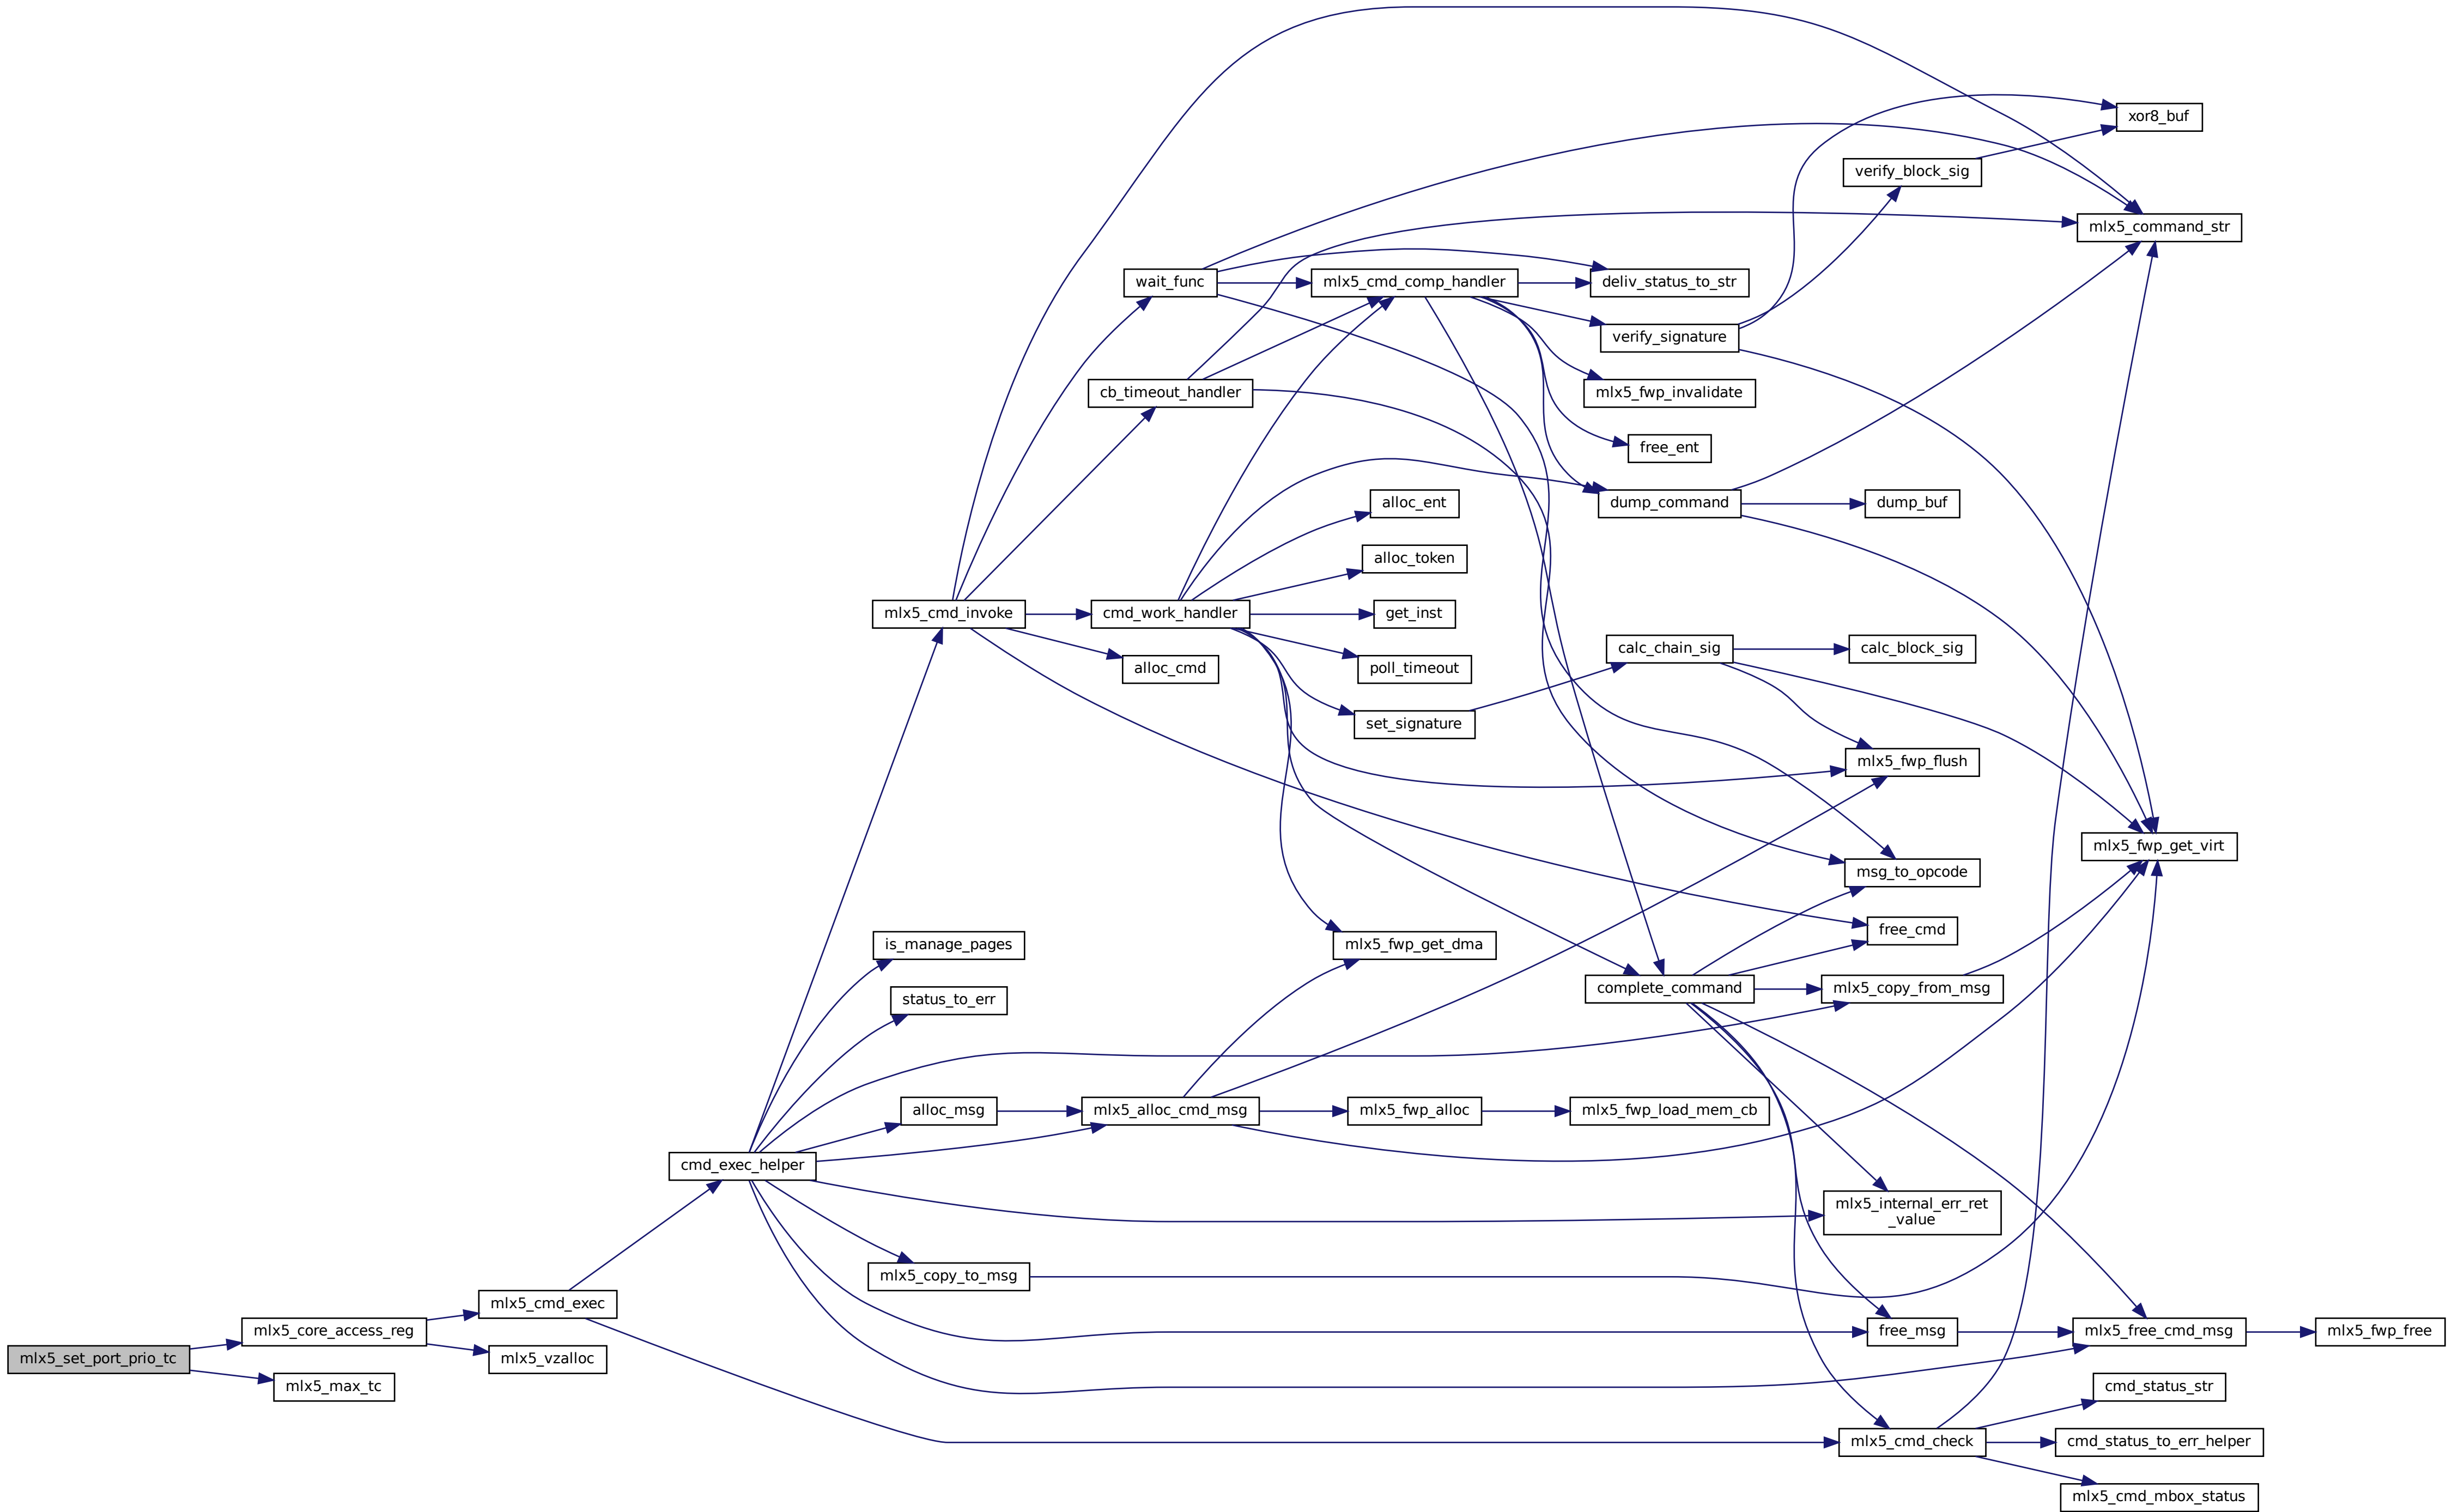 xor8_buf
verify_block_sig
mlx5_command_str
wait_func
mlx5_cmd_comp_handler
deliv_status_to_str
verify_signature
cb_timeout_handler
mlx5_fwp_invalidate
free_ent
alloc_ent
dump_command
dump_buf
alloc_token
mlx5_cmd_invoke
cmd_work_handler
get_inst
calc_chain_sig
calc_block_sig
alloc_cmd
poll_timeout
set_signature
mlx5_fwp_flush
mlx5_fwp_get_virt
msg_to_opcode
free_cmd
is_manage_pages
mlx5_fwp_get_dma
status_to_err
complete_command
mlx5_copy_from_msg
alloc_msg
mlx5_alloc_cmd_msg
mlx5_fwp_alloc
mlx5_fwp_load_mem_cb
cmd_exec_helper
mlx5_internal_err_ret
_value
mlx5_copy_to_msg
mlx5_cmd_exec
mlx5_core_access_reg
free_msg
mlx5_free_cmd_msg
mlx5_fwp_free
mlx5_set_port_prio_tc
mlx5_vzalloc
mlx5_max_tc
cmd_status_str
mlx5_cmd_check
cmd_status_to_err_helper
mlx5_cmd_mbox_status